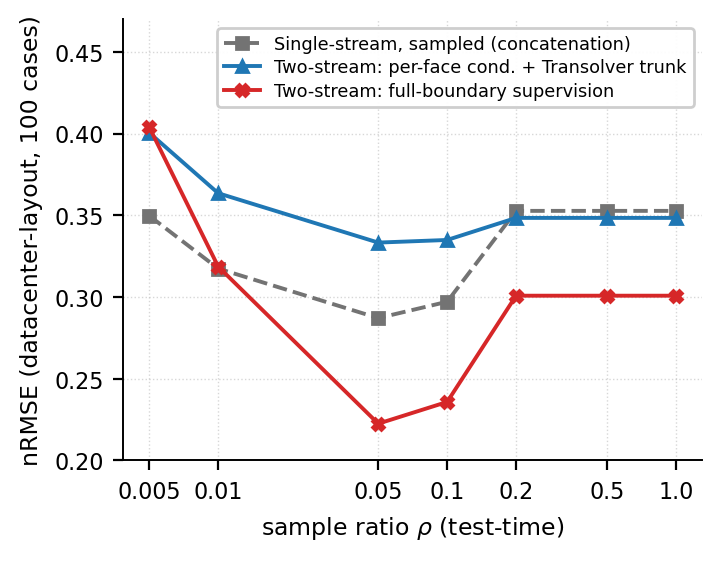 nRMSE (datacenter-layout, 100 cases)
0.45
0.40
0.35
0.30
0.25
0.20
Single-stream, sampled (concatenation)
Two-stream: per-face cond. + Transolver trunk
Two-stream: full-boundary supervision
0.005 0.01 0.05 0.1 0.2 0.5 1.0
sample ratio ρ (test-time)